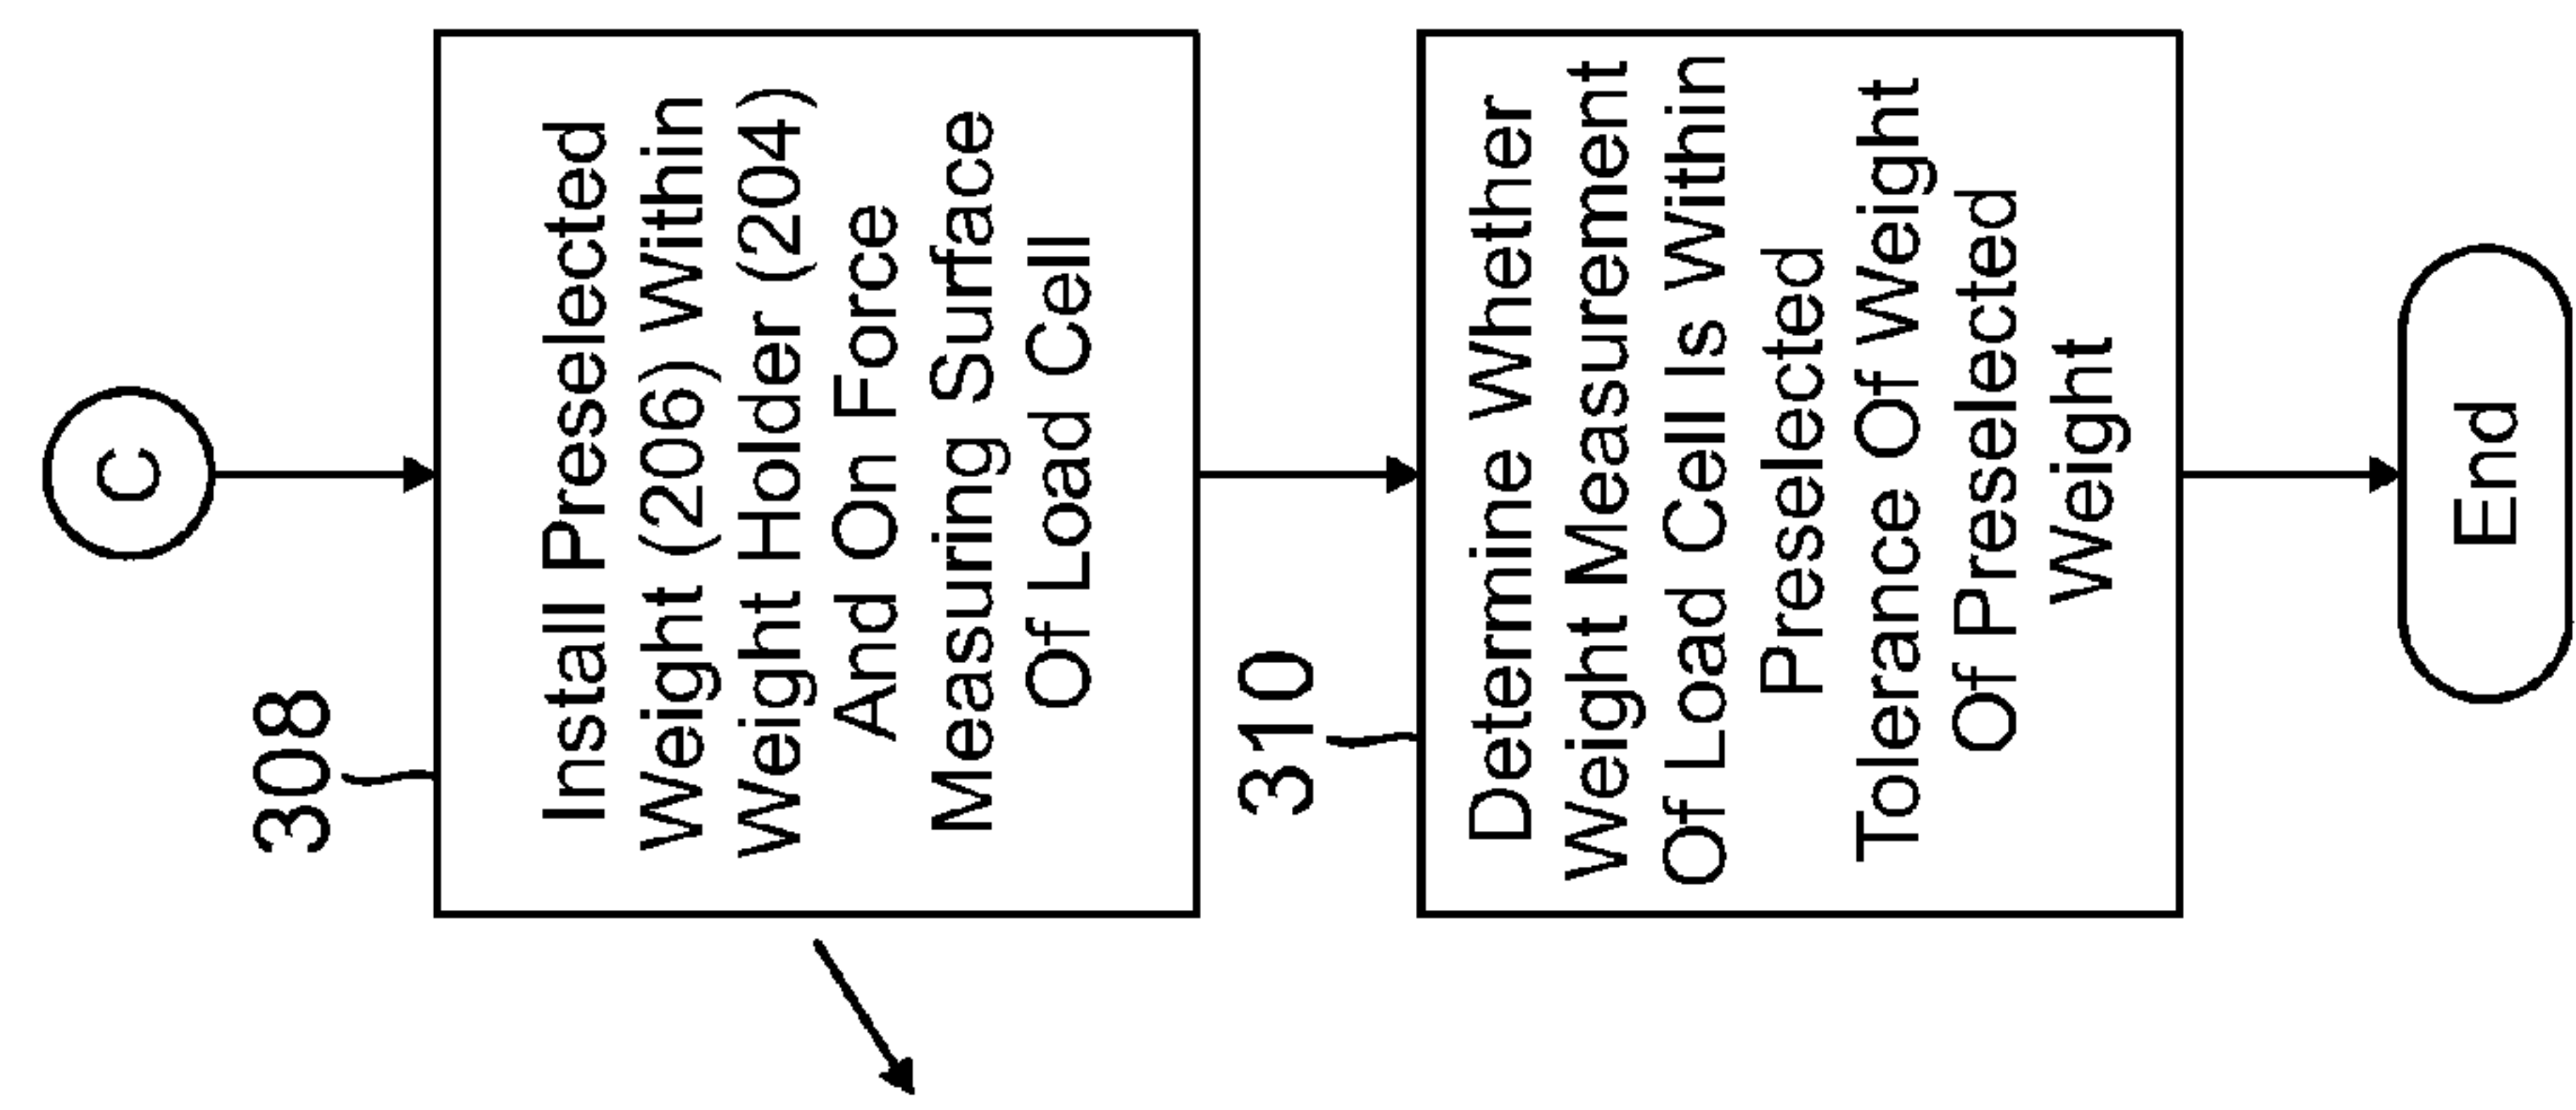 C
308
Install Preselected
Weight (206) Within
Weight Holder (204)
And On Force
Measuring Surface
Of Load Cell
310
Determine Whether
Weight Measurement
Of Load Cell Is Within
Preselected
Tolerance Of Weight
Of Preselected
Weight
End